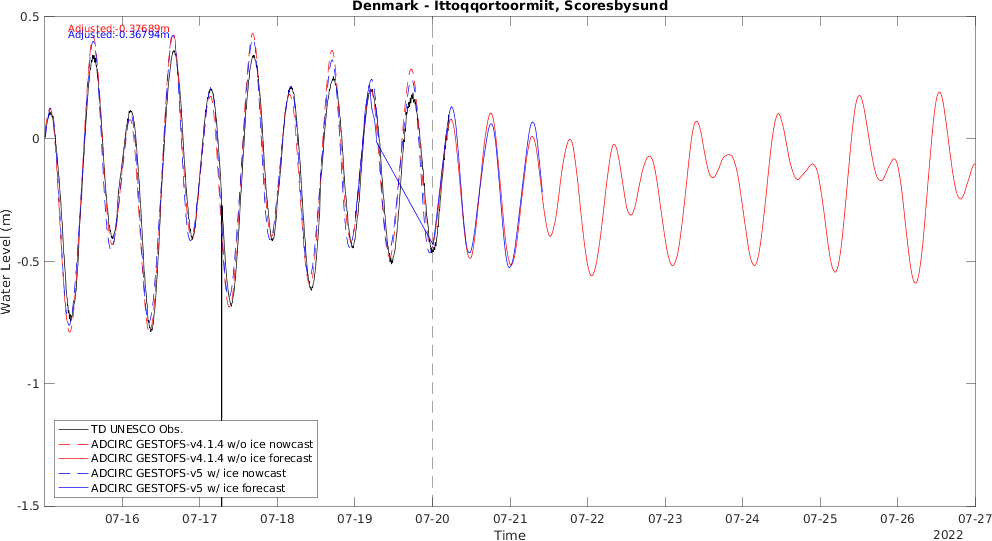 Denmark - Ittoqqortoormiit, Scoresbysund
Adjusted:-0.37689m
Adjusted:-0.36794m
0.5
0
-0.5
-1
-1.5
Water Level (m)
TD UNESCO Obs.
ADCIRC GESTOFS-v4.1.4 w/o ice nowcast
ADCIRC GESTOFS-v4.1.4 w/o ice forecast
ADCIRC GESTOFS-v5 w/ ice nowcast
ADCIRC GESTOFS-v5 w/ ice forecast
07-16 07-17 07-18 07-19 07-20 07-21 07-22 07-23 07-24 07-25 07-26 07-27
Time
2022